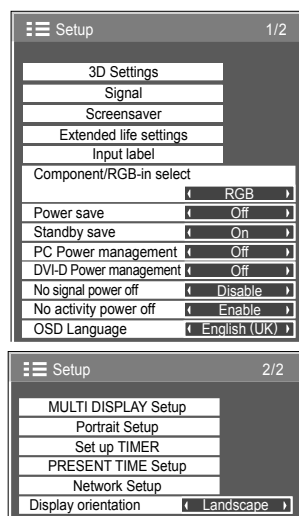 Setup 1/2
3D Settings
Signal
Screensaver
Extended life settings
Input label
Component/RGB-in select
RGB
Power save Off
Standby save On
PC Power management Off
DVI-D Power management Off
No signal power off Disable
No activity power off Enable
OSD Language English (UK)
Setup 2/2
MULTI DISPLAY Setup
Portrait Setup
Set up TIMER
PRESENT TIME Setup
Network Setup
Display orientation Landscape